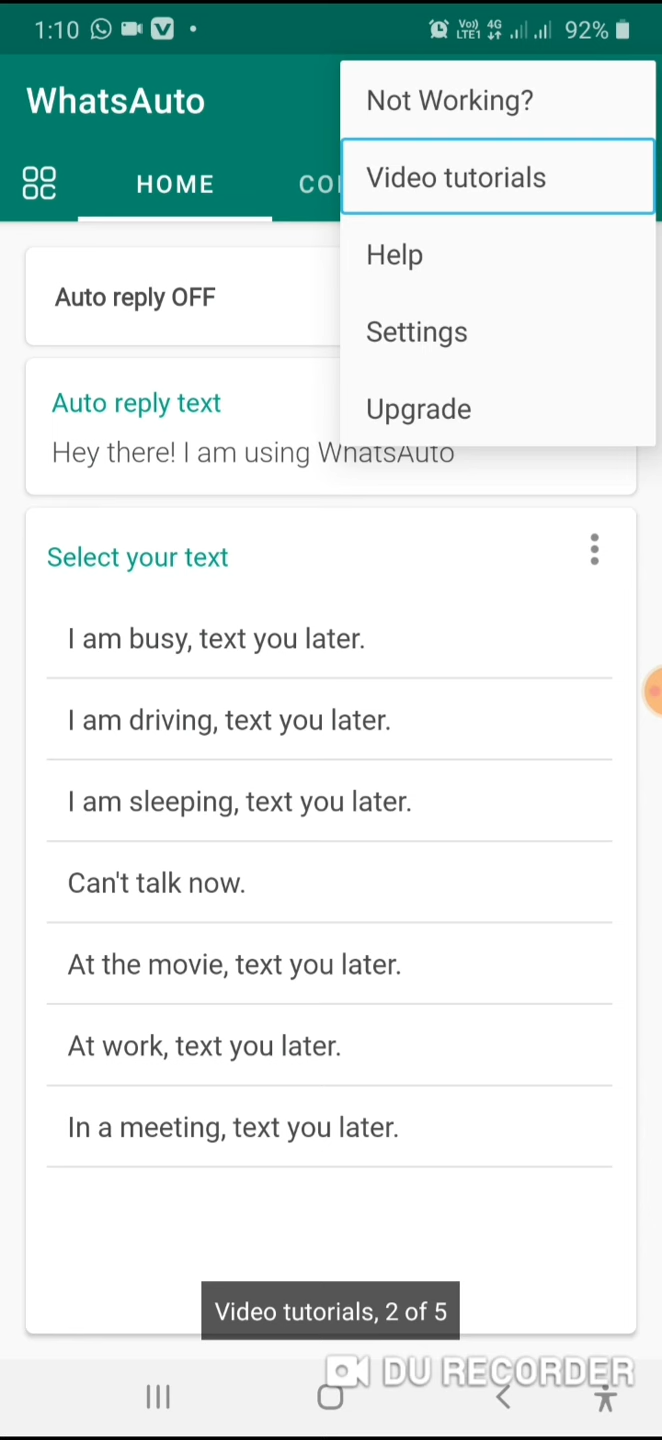 1:10
Vo)) LTE1 4G 92%
WhatsAuto
HOME
CO
Not Working?
Video tutorials
Help
Settings
Upgrade
Auto reply OFF
Auto reply text
Hey there! I am using WhatsAuto
Select your text
I am busy, text you later.
I am driving, text you later.
I am sleeping, text you later.
Can't talk now.
At the movie, text you later.
At work, text you later.
In a meeting, text you later.
Video tutorials, 2 of 5
DU RECORDER